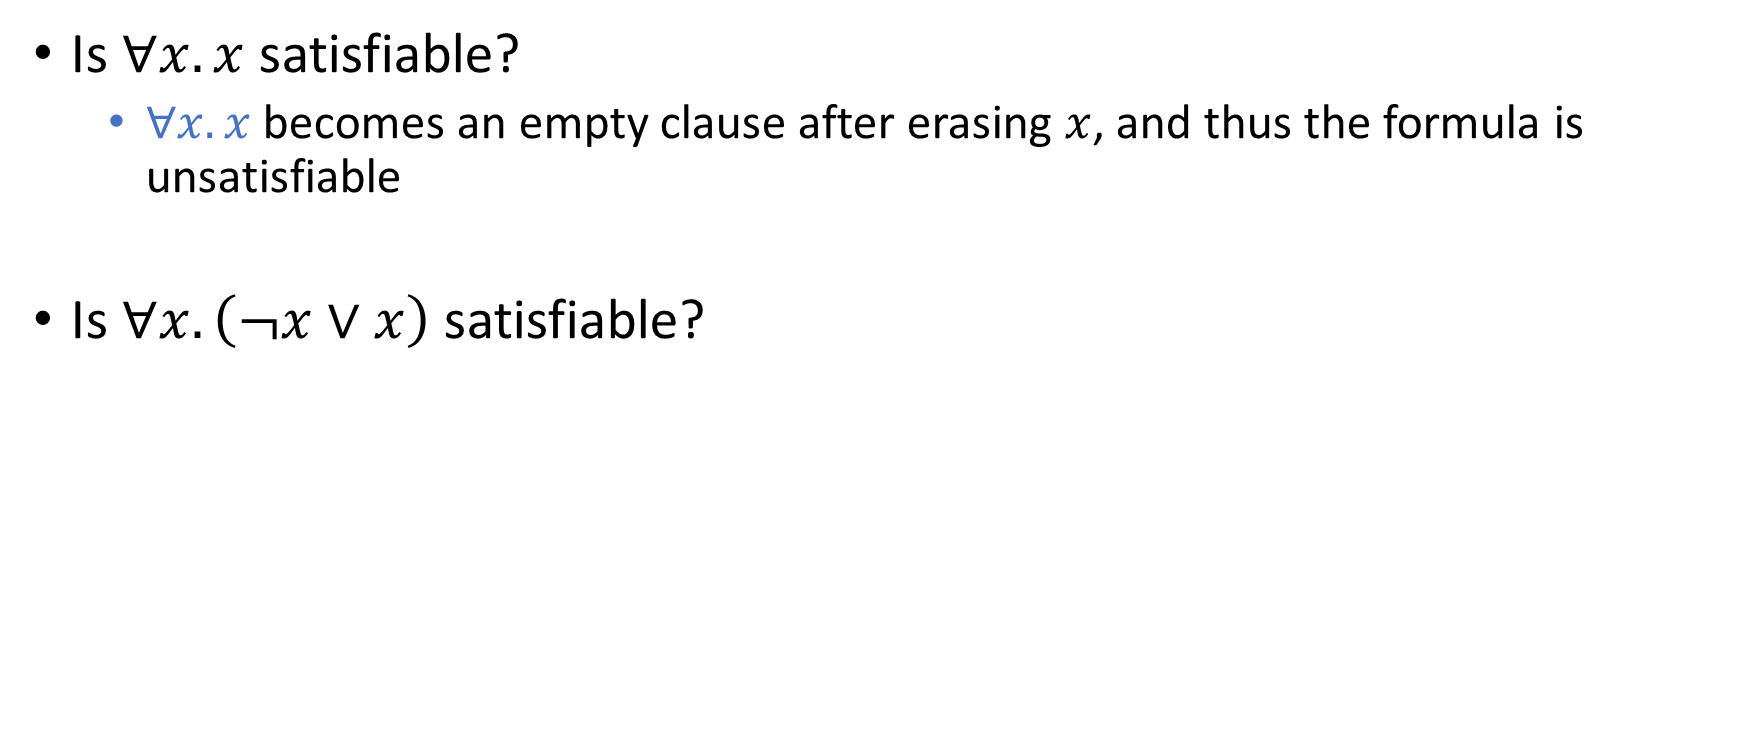 • Is ∀𝑥. 𝑥 satisfiable?
• ∀𝑥. 𝑥 becomes an empty clause after erasing 𝑥, and thus the formula is
unsatisfiable
• Is ∀𝑥. (¬𝑥 ∨ 𝑥) satisfiable?